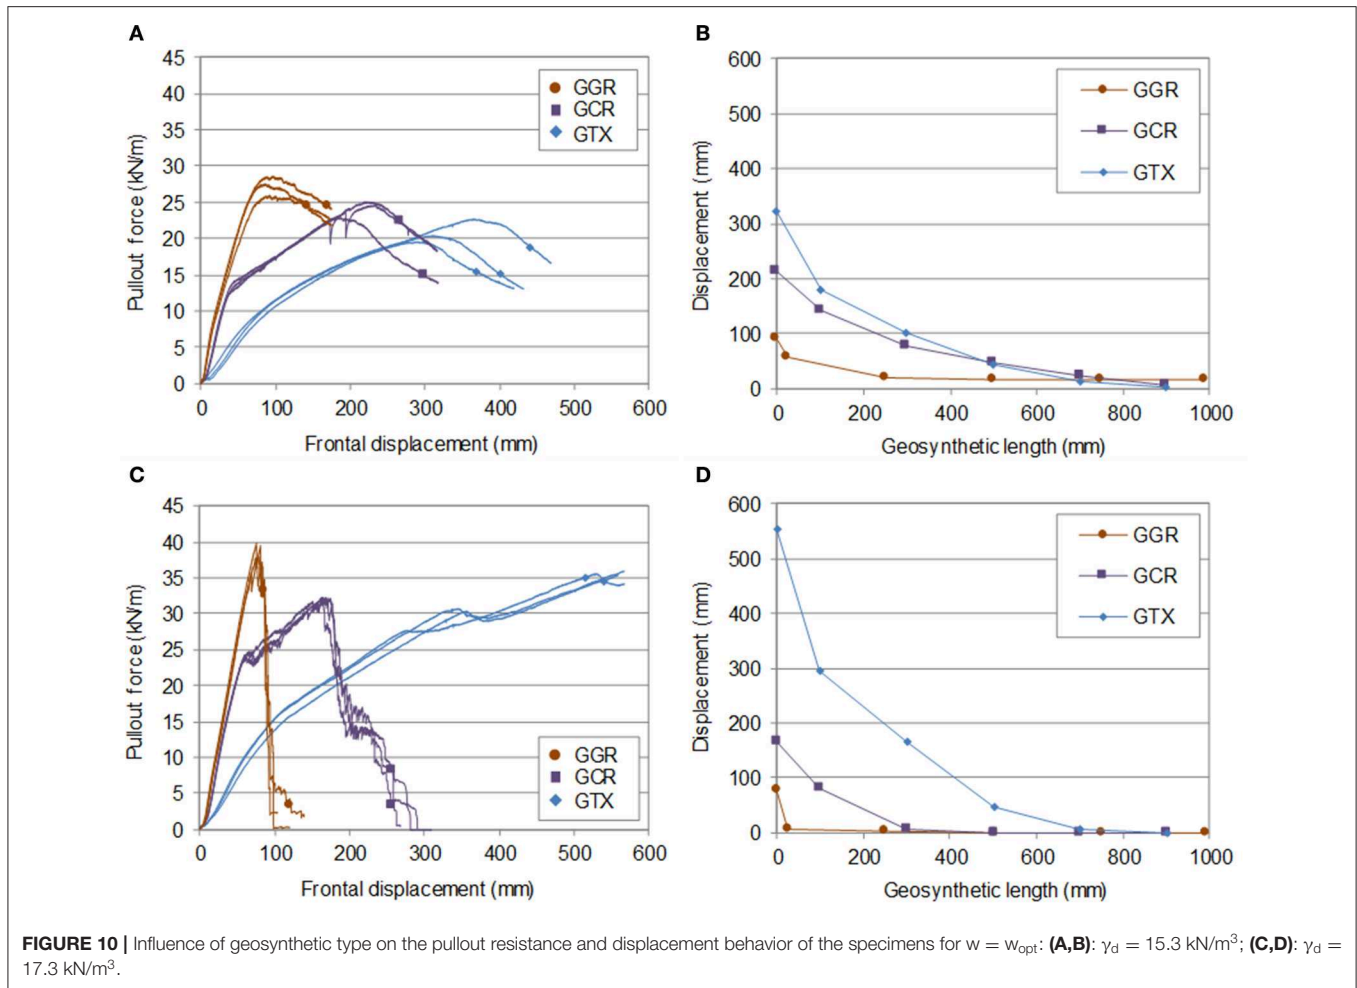 A
Pullout force (kN/m)
45
40
35
30
25
20
15
10
5
0
GGR
GCR
GTX
0 100 200 300 400 500 600
Frontal displacement (mm)
B
Displacement (mm)
600
500
400
300
200
100
0
GGR
GCR
GTX
0 200 400 600 800 1000
Geosynthetic length (mm)
C
Pullout force (kN/m)
45
40
35
30
25
20
15
10
5
0
GGR
GCR
GTX
0 100 200 300 400 500 600
Frontal displacement (mm)
D
Displacement (mm)
600
500
400
300
200
100
0
GGR
GCR
GTX
0 200 400 600 800 1000
Geosynthetic length (mm)
FIGURE 10 | Influence of geosynthetic type on the pullout resistance and displacement behavior of the specimens for w = wopt: (A,B): γd = 15.3 kN/m³; (C,D): γd =
17.3 kN/m³.